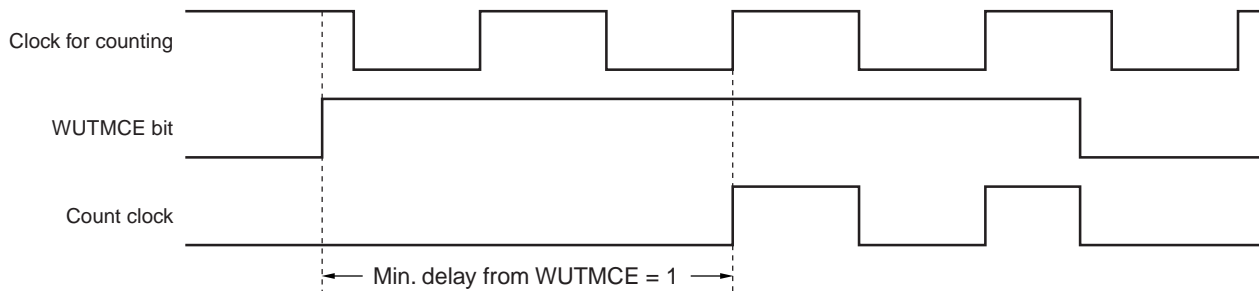 Clock for counting
WUTMCE bit
Count clock
Min. delay from WUTMCE = 1